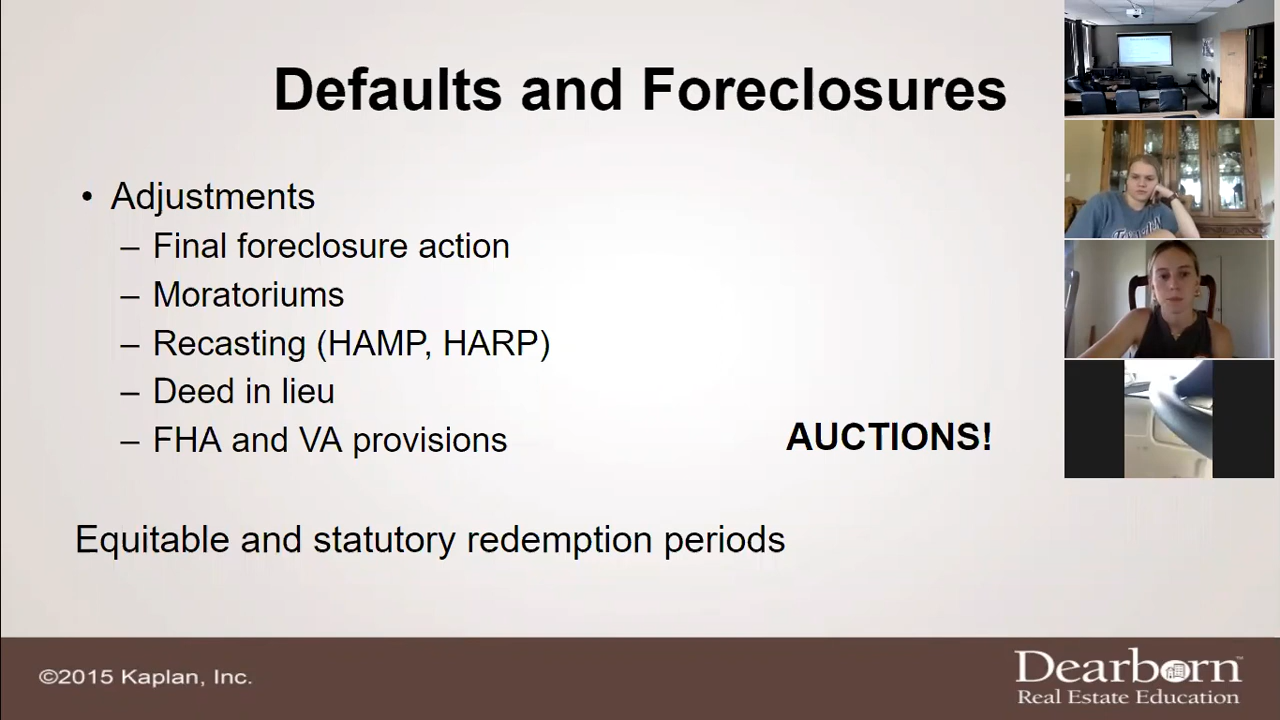 Defaults and Foreclosures
• Adjustments
– Final foreclosure action
– Moratoriums
– Recasting (HAMP, HARP)
– Deed in lieu
– FHA and VA provisions
AUCTIONS!
Equitable and statutory redemption periods
©2015 Kaplan, Inc.
Dearborn™
Real Estate Education